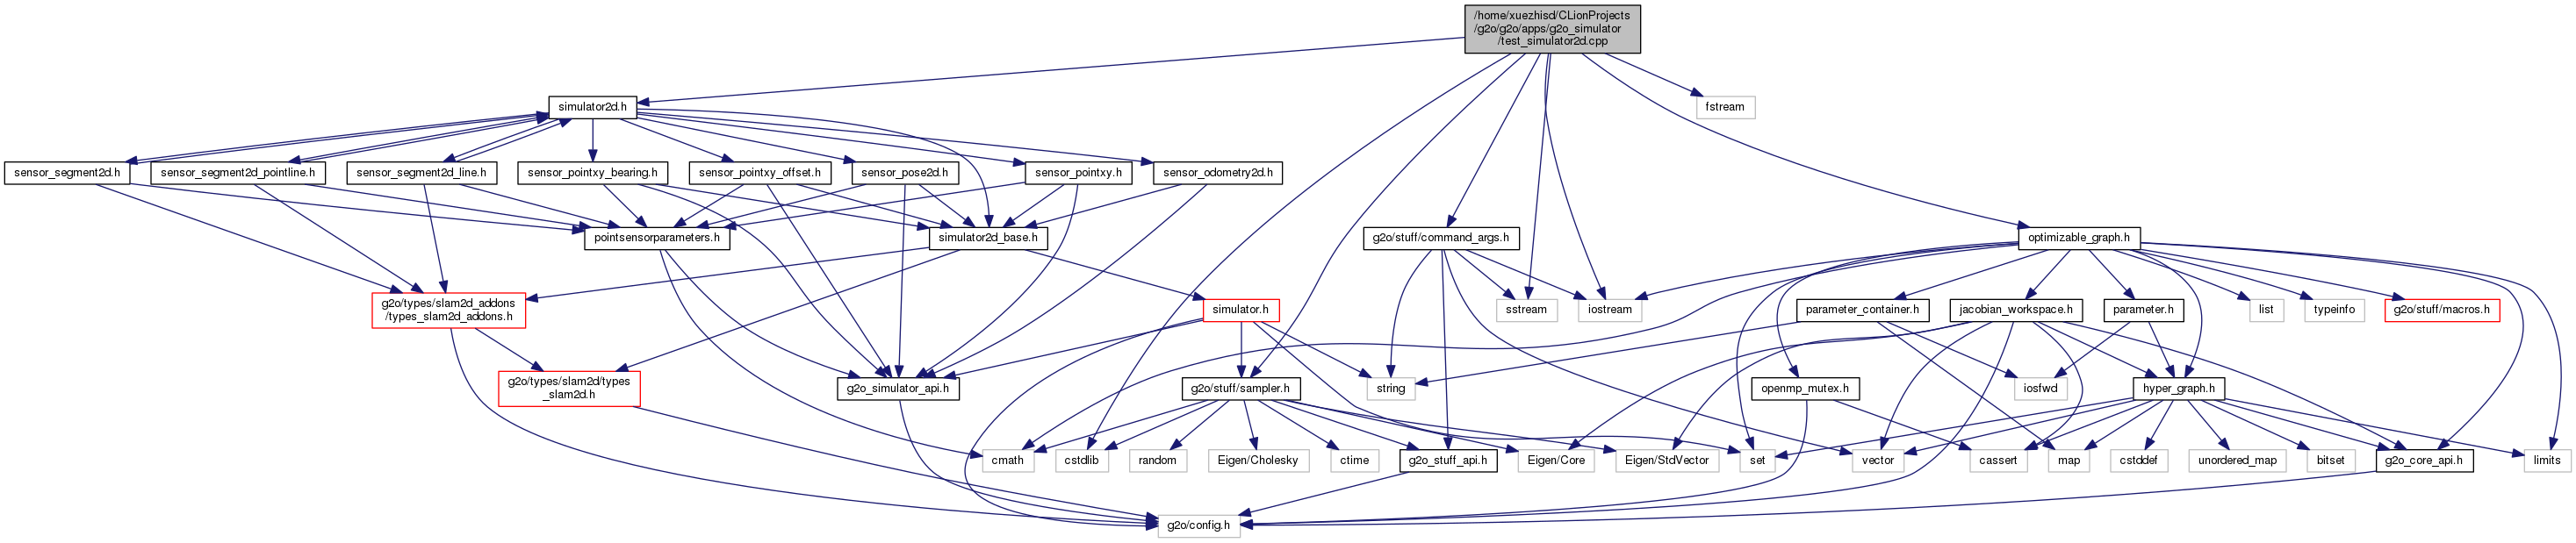 /home/xuezhisd/CLionProjects
/g2o/g2o/apps/g2o_simulator
/test_simulator2d.cpp
simulator2d.h
fstream
sensor_segment2d.h
sensor_segment2d_pointline.h
sensor_segment2d_line.h
sensor_pointxy_bearing.h
sensor_pointxy_offset.h
sensor_pose2d.h
sensor_pointxy.h
sensor_odometry2d.h
pointsensorparameters.h
simulator2d_base.h
g2o/stuff/command_args.h
optimizable_graph.h
g2o/types/slam2d_addons
/types_slam2d_addons.h
simulator.h
sstream
iostream
parameter_container.h
jacobian_workspace.h
parameter.h
list
typeinfo
g2o/stuff/macros.h
g2o/types/slam2d/types
_slam2d.h
g2o_simulator_api.h
g2o/stuff/sampler.h
string
openmp_mutex.h
iosfwd
hyper_graph.h
cmath
cstdlib
random
Eigen/Cholesky
ctime
g2o_stuff_api.h
Eigen/Core
Eigen/StdVector
set
vector
cassert
map
cstddef
unordered_map
bitset
g2o_core_api.h
limits
g2o/config.h